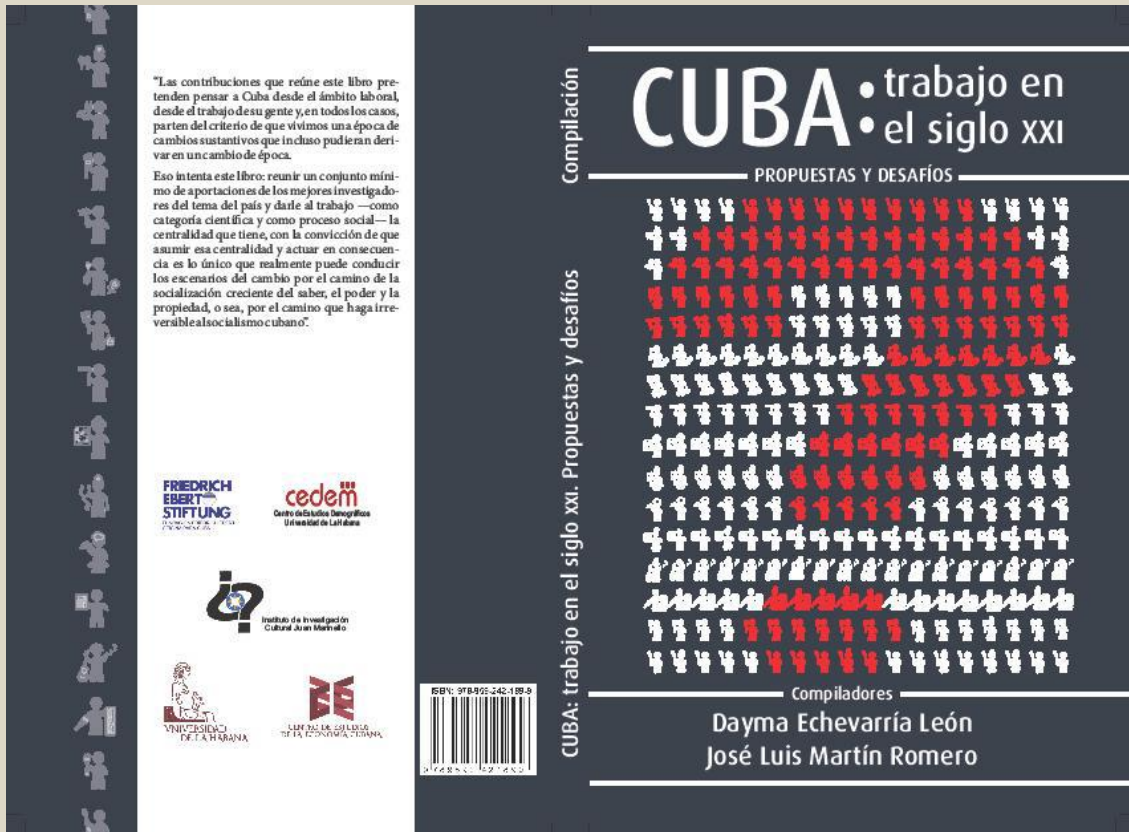 "Las contribuciones que reúne este libro pre-
tenden pensar a Cuba desde el ámbito laboral,
desde el trabajo de su gente y, en todos los casos,
parten del criterio de que vivimos una época de
cambios sustantivos que incluso pudieran deri-
var en un cambio de época.
Eso intenta este libro: reunir un conjunto míni-
mo de aportaciones de los mejores investigado-
res del tema del país y darle al trabajo —como
categoría científica y como proceso social— la
centralidad que tiene, con la convicción de que
asumir esa centralidad y actuar en consecuen-
cia es lo único que realmente puede conducir
los escenarios del cambio por el camino de la
socialización creciente del saber, el poder y la
propiedad, o sea, por el camino que haga irre-
versible al socialismo cubano".
FRIEDRICH
EBERT
STIFTUNG
cedem
Centro de Estudios Demográficos
Universidad de La Habana
Instituto de Investigación
Cultural Juan Marinello
VNIVERSIDAD
DE LA HABANA
CENTRO DE ESTUDIOS
DE LA ECONOMÍA CUBANA
CUBA: trabajo en el siglo XXI. Propuestas y desafíos Compilación
CUBA: trabajo en
el siglo XXI
PROPUESTAS Y DESAFÍOS
Compiladores
Dayma Echevarría León
José Luis Martín Romero